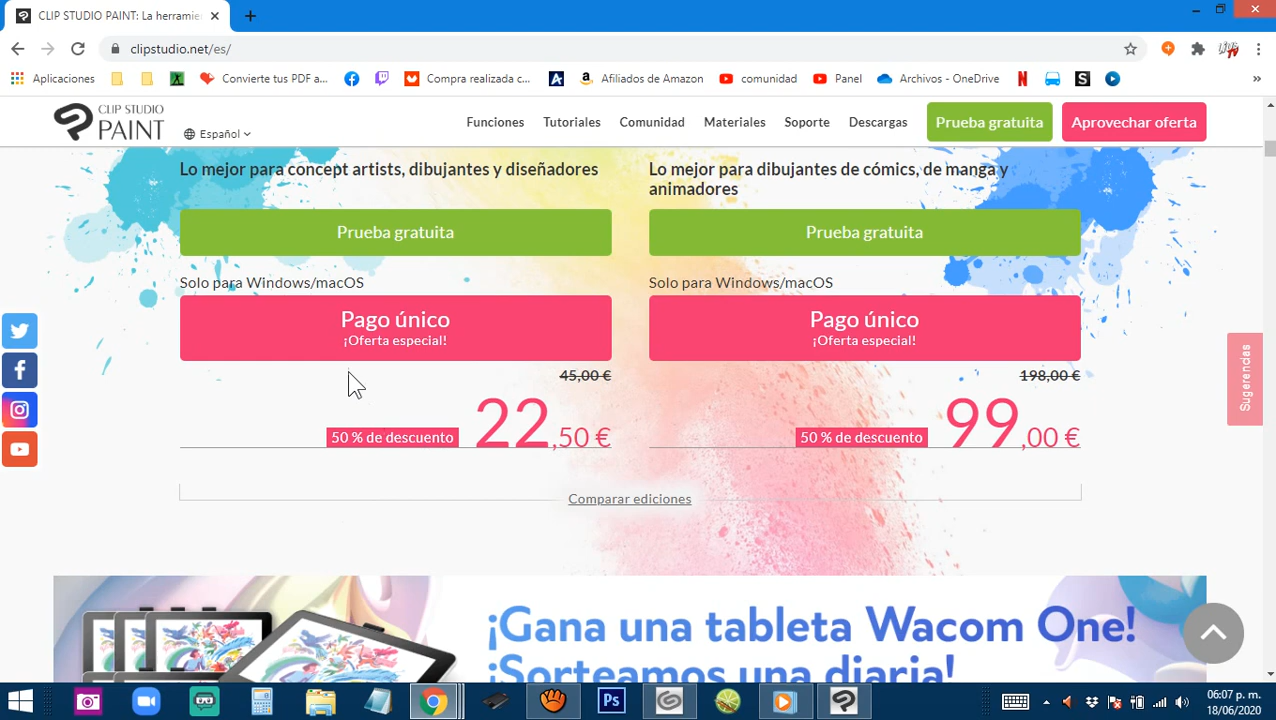 CLIP STUDIO PAINT: La herramie
clipstudio.net/es/
Aplicaciones
Convierte tus PDF a...
Compra realizada c...
Afiliados de Amazon
comunidad
Panel
Archivos - OneDrive
CLIP STUDIO
PAINT
Español
Funciones
Tutoriales
Comunidad
Materiales
Soporte
Descargas
Prueba gratuita
Aprovechar oferta
Lo mejor para concept artists, dibujantes y diseñadores
Prueba gratuita
Solo para Windows/macOS
Pago único
¡Oferta especial!
45,00 €
50 % de descuento
22,50 €
Lo mejor para dibujantes de cómics, de manga y
animadores
Prueba gratuita
Solo para Windows/macOS
Pago único
¡Oferta especial!
198,00 €
50 % de descuento
99,00 €
Comparar ediciones
Sugerencias
¡Gana una tableta Wacom One!
¡Sorteamos una diaria!
Ps
06:07 p. m.
18/06/2020